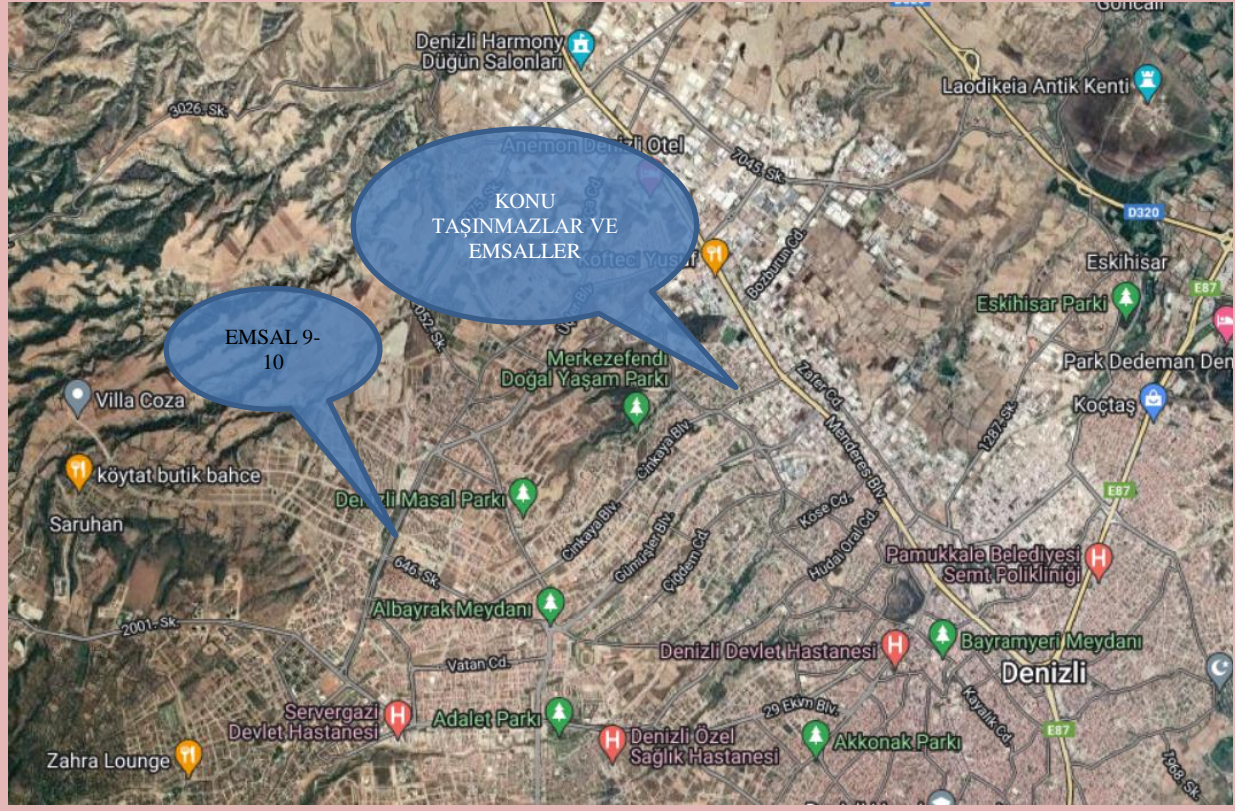 Goncalı
Denizli Harmony
Düğün Salonları
Laodikeia Antik Kenti
3026. Sk.
Anemon Denizli Otel
7045. Sk.
KONU
TAŞINMAZLAR VE
EMSALLER
D320
Köfteci Yusuf
Bozburun Cd.
Eskihisar
E87
Eskihisar Parkı
EMSAL 9-
10
052. Sk.
Merkezefendi
Doğal Yaşam Parkı
Park Dedeman Den
Zafer Cd.
Villa Coza
Koçtaş
Menderes Blv.
1287. Sk.
Cinkaya Blv.
köytat butik bahce
Denizli Masal Parkı
E87
Saruhan
Köse Cd.
Cinkaya Blv.
Gümüşler Blv.
Çiğdem Cd.
Hudai Oral Cd.
Pamukkale Belediyesi
Semt Polikliniği
646. Sk.
Albayrak Meydanı
2001. Sk.
Denizli Devlet Hastanesi
Bayramyeri Meydanı
Vatan Cd.
Denizli
Servergazi
Devlet Hastanesi
Adalet Parkı
29 Ekim Blv.
Kayalık Cd.
Denizli Özel
Sağlık Hastanesi
Akkonak Parkı
E87
Zahra Lounge
1968. Sk.